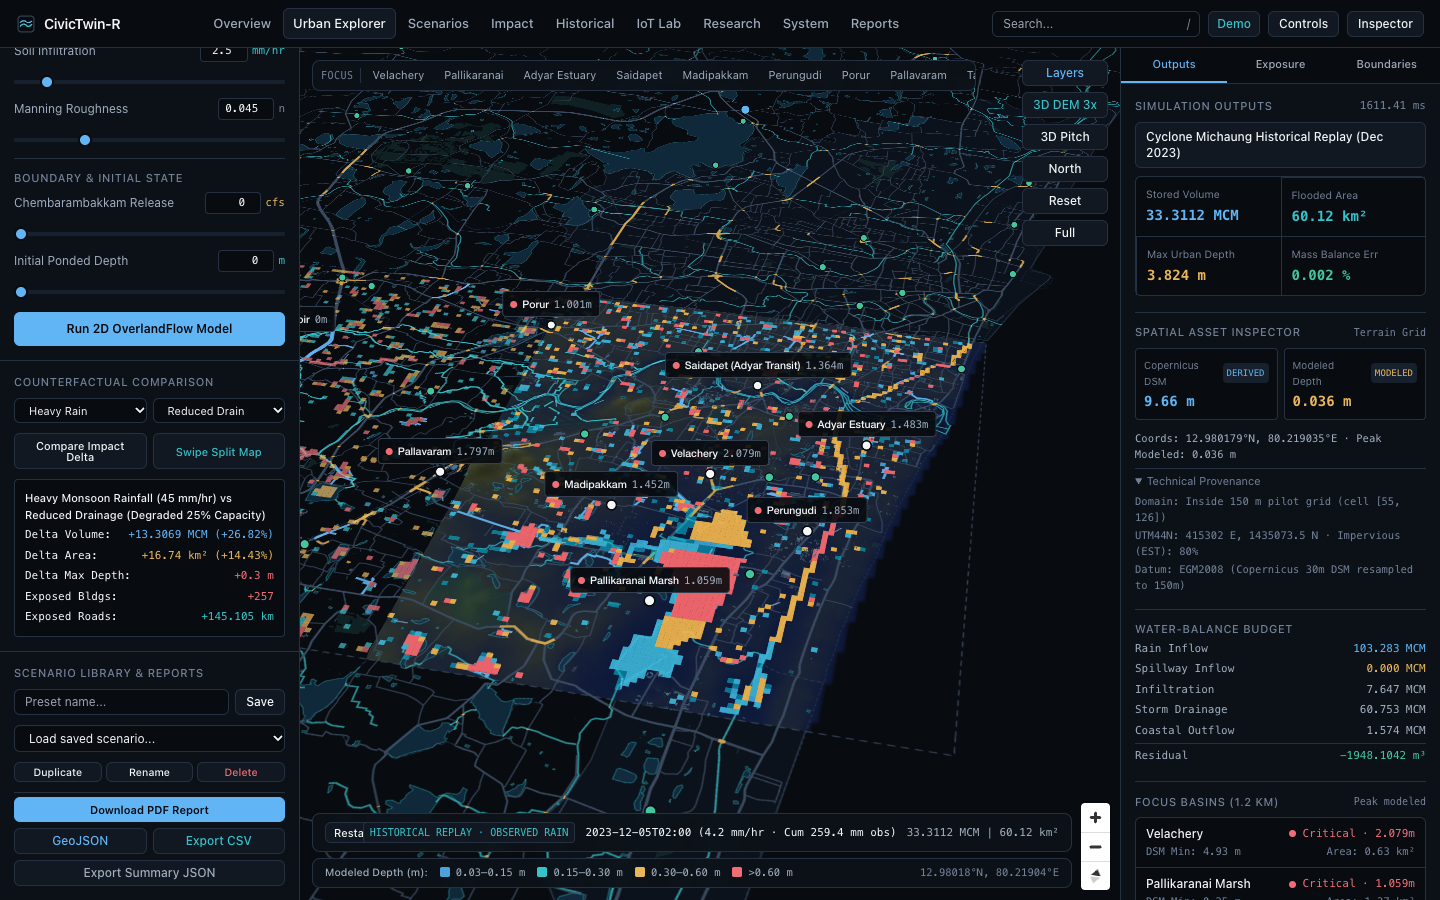 CivicTwin-R
Overview
Urban Explorer
Scenarios
Impact
Historical
IoT Lab
Research
System
Reports
Search...
/
Demo
Controls
Inspector
Soil Infiltration
2.5
mm/hr
Manning Roughness
0.045
n
BOUNDARY & INITIAL STATE
Chembarambakkam Release
0
cfs
Initial Ponded Depth
0
m
Run 2D OverlandFlow Model
COUNTERFACTUAL COMPARISON
Heavy Rain
Reduced Drain
Compare Impact
Delta
Swipe Split Map
Heavy Monsoon Rainfall (45 mm/hr) vs
Reduced Drainage (Degraded 25% Capacity)
Delta Volume: +13.3069 MCM (+26.82%)
Delta Area: +16.74 km² (+14.43%)
Delta Max Depth: +0.3 m
Exposed Bldgs: +257
Exposed Roads: +145.105 km
SCENARIO LIBRARY & REPORTS
Preset name...
Save
Load saved scenario...
Duplicate
Rename
Delete
Download PDF Report
GeoJSON
Export CSV
Export Summary JSON
FOCUS
Velachery
Pallikaranai
Adyar Estuary
Saidapet
Madipakkam
Perungudi
Porur
Pallavaram
Layers
3D DEM 3x
3D Pitch
North
Reset
Full
Porur 1.001m
0m
Saidapet (Adyar Transit) 1.364m
Adyar Estuary 1.483m
Pallavaram 1.797m
Velachery 2.079m
Madipakkam 1.452m
Perungudi 1.853m
Pallikaranai Marsh 1.059m
Resta
HISTORICAL REPLAY · OBSERVED RAIN
2023-12-05T02:00 (4.2 mm/hr · Cum 259.4 mm obs)
33.3112 MCM | 60.12 km²
Modeled Depth (m):
0.03–0.15 m
0.15–0.30 m
0.30–0.60 m
>0.60 m
12.98018°N, 80.21904°E
Outputs
Exposure
Boundaries
SIMULATION OUTPUTS
1611.41 ms
Cyclone Michaung Historical Replay (Dec
2023)
Stored Volume
33.3112 MCM
Flooded Area
60.12 km²
Max Urban Depth
3.824 m
Mass Balance Err
0.002 %
SPATIAL ASSET INSPECTOR
Terrain Grid
Copernicus
DSM
DERIVED
9.66 m
Modeled
Depth
MODELED
0.036 m
Coords: 12.980179°N, 80.219035°E · Peak
Modeled: 0.036 m
▼ Technical Provenance
Domain: Inside 150 m pilot grid (cell [55,
126])
UTM44N: 415302 E, 1435073.5 N · Impervious
(EST): 80%
Datum: EGM2008 (Copernicus 30m DSM resampled
to 150m)
WATER-BALANCE BUDGET
Rain Inflow 103.283 MCM
Spillway Inflow 0.000 MCM
Infiltration 7.647 MCM
Storm Drainage 60.753 MCM
Coastal Outflow 1.574 MCM
Residual −1948.1042 m³
FOCUS BASINS (1.2 KM)
Peak modeled
Velachery
Critical · 2.079m
DSM Min: 4.93 m
Area: 0.63 km²
Pallikaranai Marsh
Critical · 1.059m